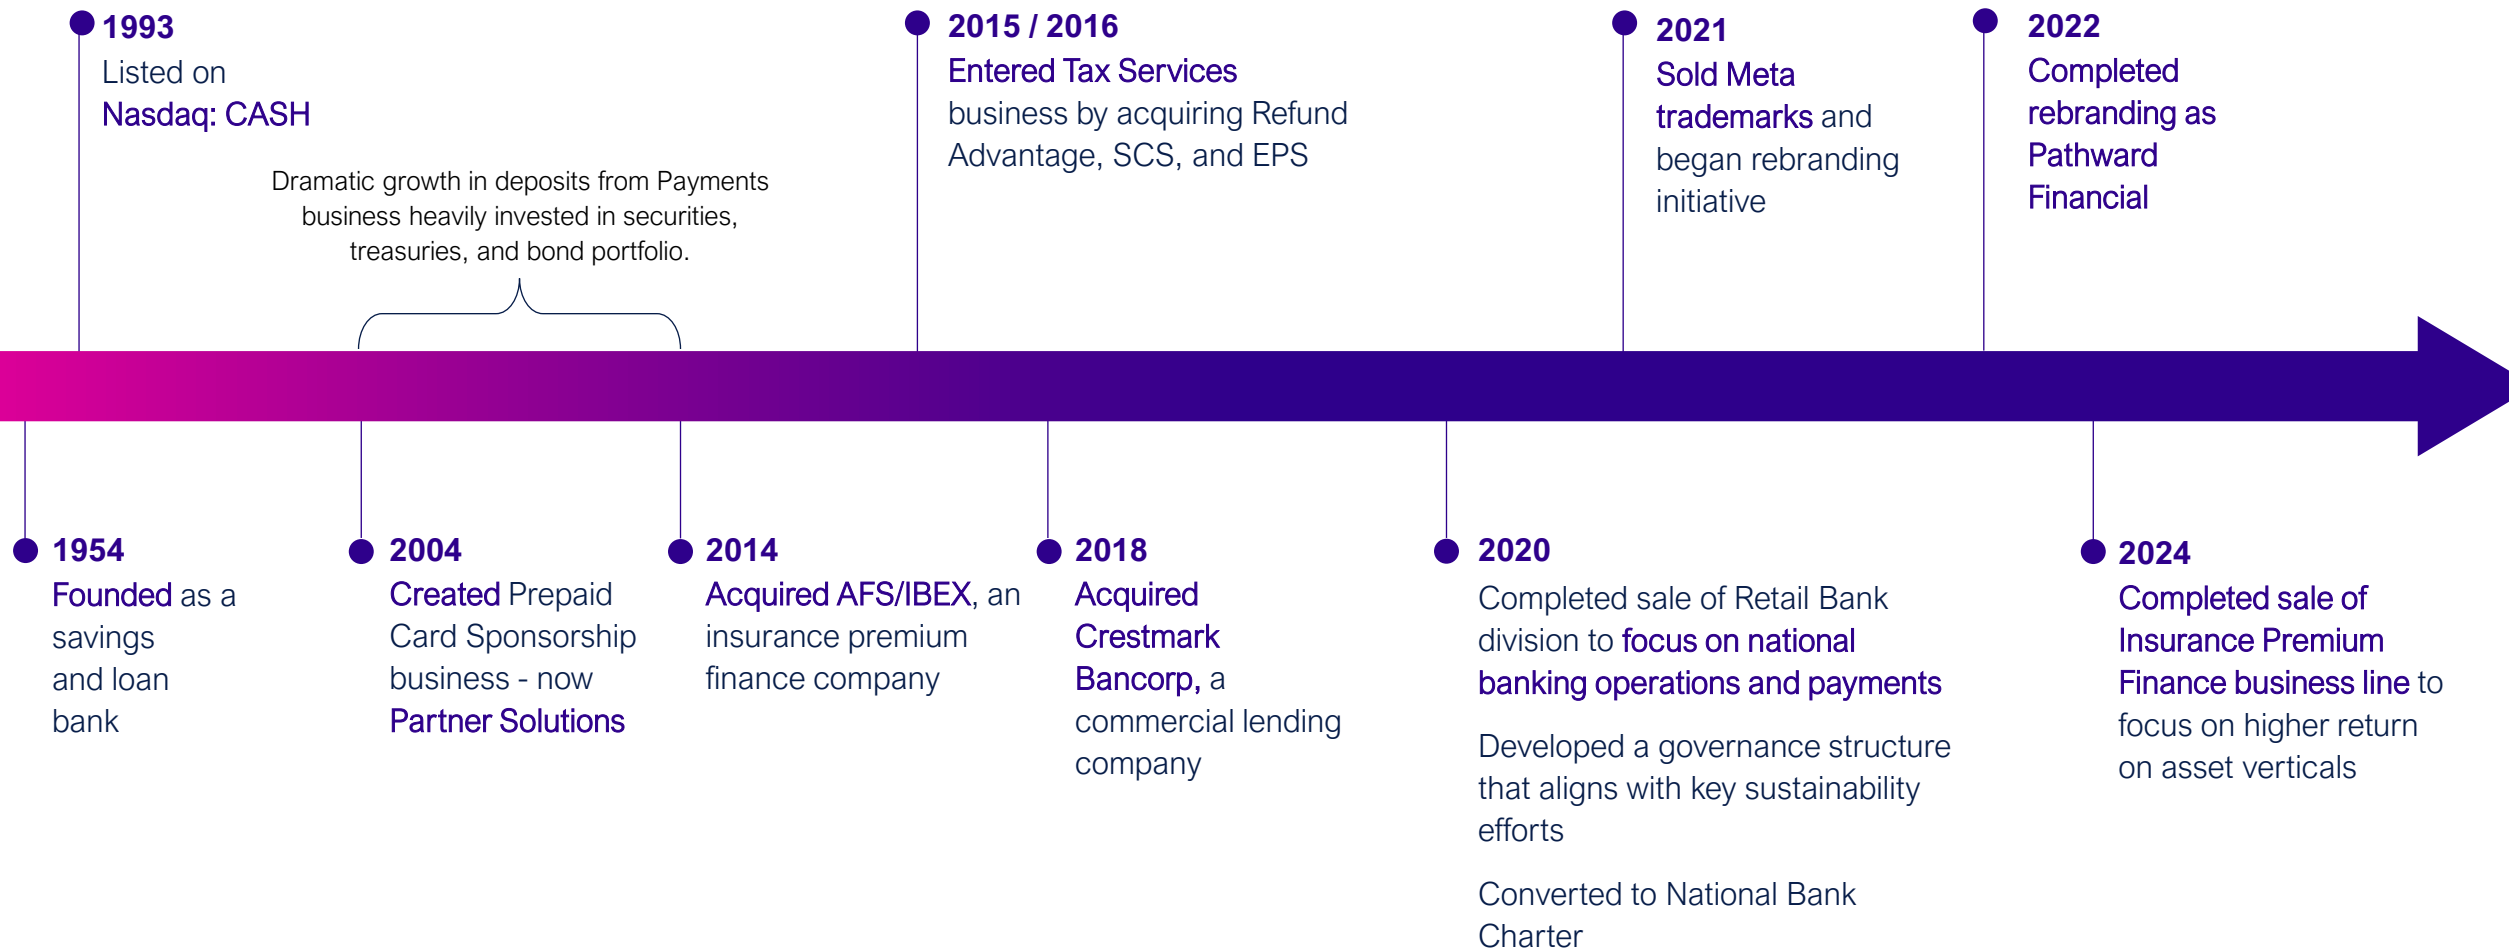 1993
Listed on
Nasdaq: CASH
Dramatic growth in deposits from Payments
business heavily invested in securities,
treasuries, and bond portfolio.
2015 / 2016
Entered Tax Services
business by acquiring Refund
Advantage, SCS, and EPS
2021
Sold Meta
trademarks and
began rebranding
initiative
2022
Completed
rebranding as
Pathward
Financial
1954
Founded as a
savings
and loan
bank
2004
Created Prepaid
Card Sponsorship
business - now
Partner Solutions
2014
Acquired AFS/IBEX, an
insurance premium
finance company
2018
Acquired
Crestmark
Bancorp, a
commercial lending
company
2020
Completed sale of Retail Bank
division to focus on national
banking operations and payments
Developed a governance structure
that aligns with key sustainability
efforts
Converted to National Bank
Charter
2024
Completed sale of
Insurance Premium
Finance business line to
focus on higher return
on asset verticals